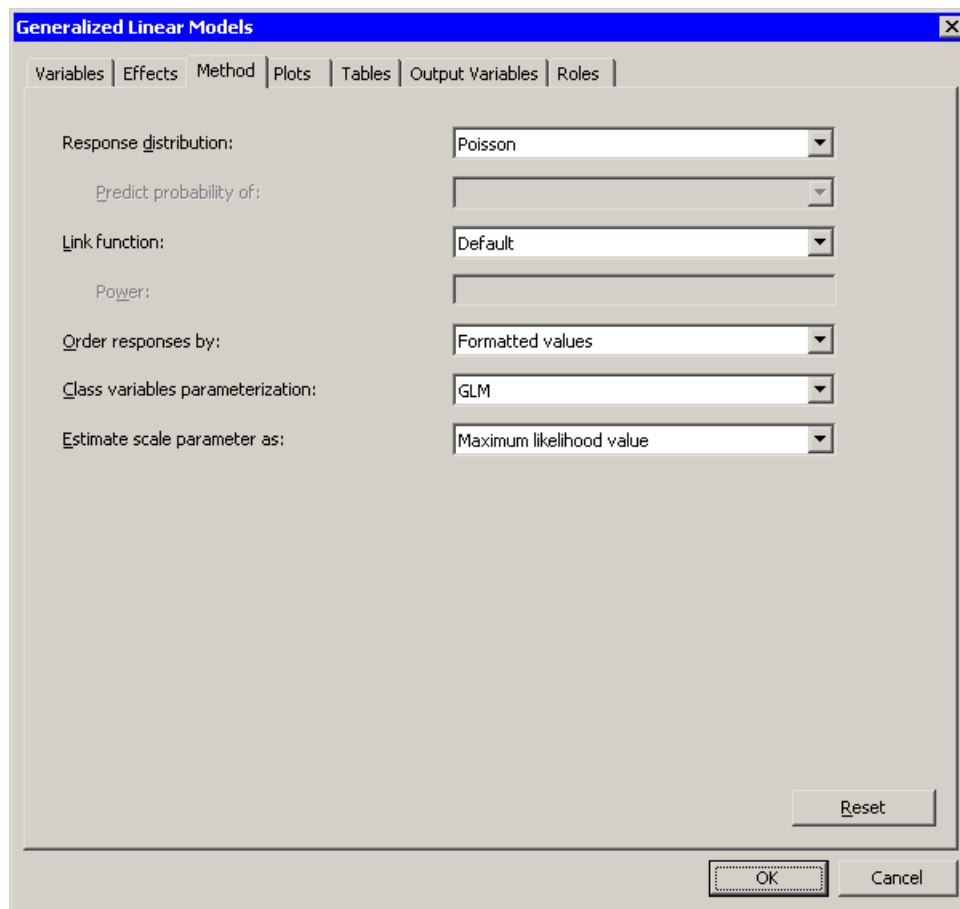 Generalized Linear Models
Variables Effects Method Plots Tables Output Variables Roles
Response distribution: Poisson
Predict probability of:
Link function: Default
Power:
Order responses by: Formatted values
Class variables parameterization: GLM
Estimate scale parameter as: Maximum likelihood value
Reset
OK Cancel